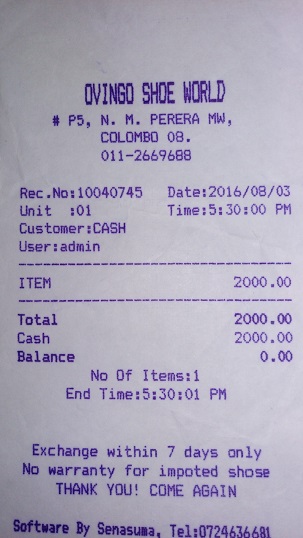 OVINGO SHOE WORLD
# P5, N. M. PERERA MW,
COLOMBO 08.
011-2669688
Rec.No:10040745 Date:2016/08/03
Unit :01 Time:5:30:00 PM
Customer:CASH
User:admin
ITEM 2000.00
Total 2000.00
Cash 2000.00
Balance 0.00
No Of Items:1
End Time:5:30:01 PM
Exchange within 7 days only
No warranty for impoted shose
THANK YOU! COME AGAIN
Software By Senasuma, Tel:0724636681